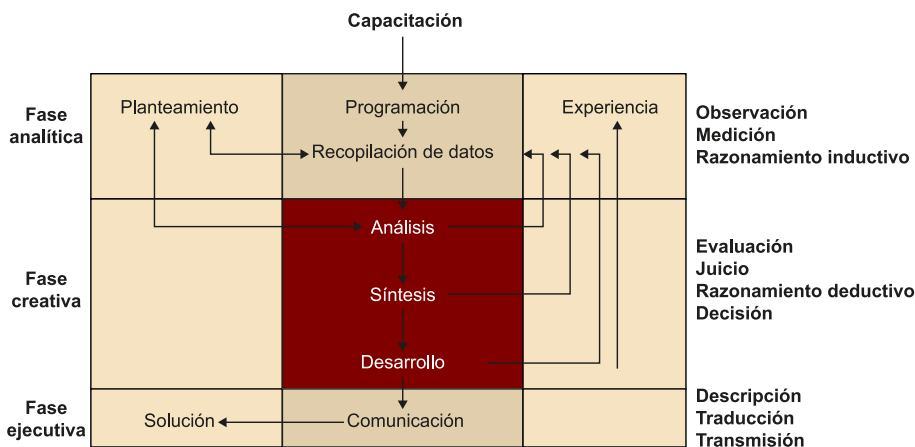 Capacitación
Fase
analítica
Planteamiento
Programación
Experiencia
Recopilación de datos
Observación
Medición
Razonamiento inductivo
Fase
creativa
Análisis
Síntesis
Desarrollo
Evaluación
Juicio
Razonamiento deductivo
Decisión
Fase
ejecutiva
Solución
Comunicación
Descripción
Traducción
Transmisión